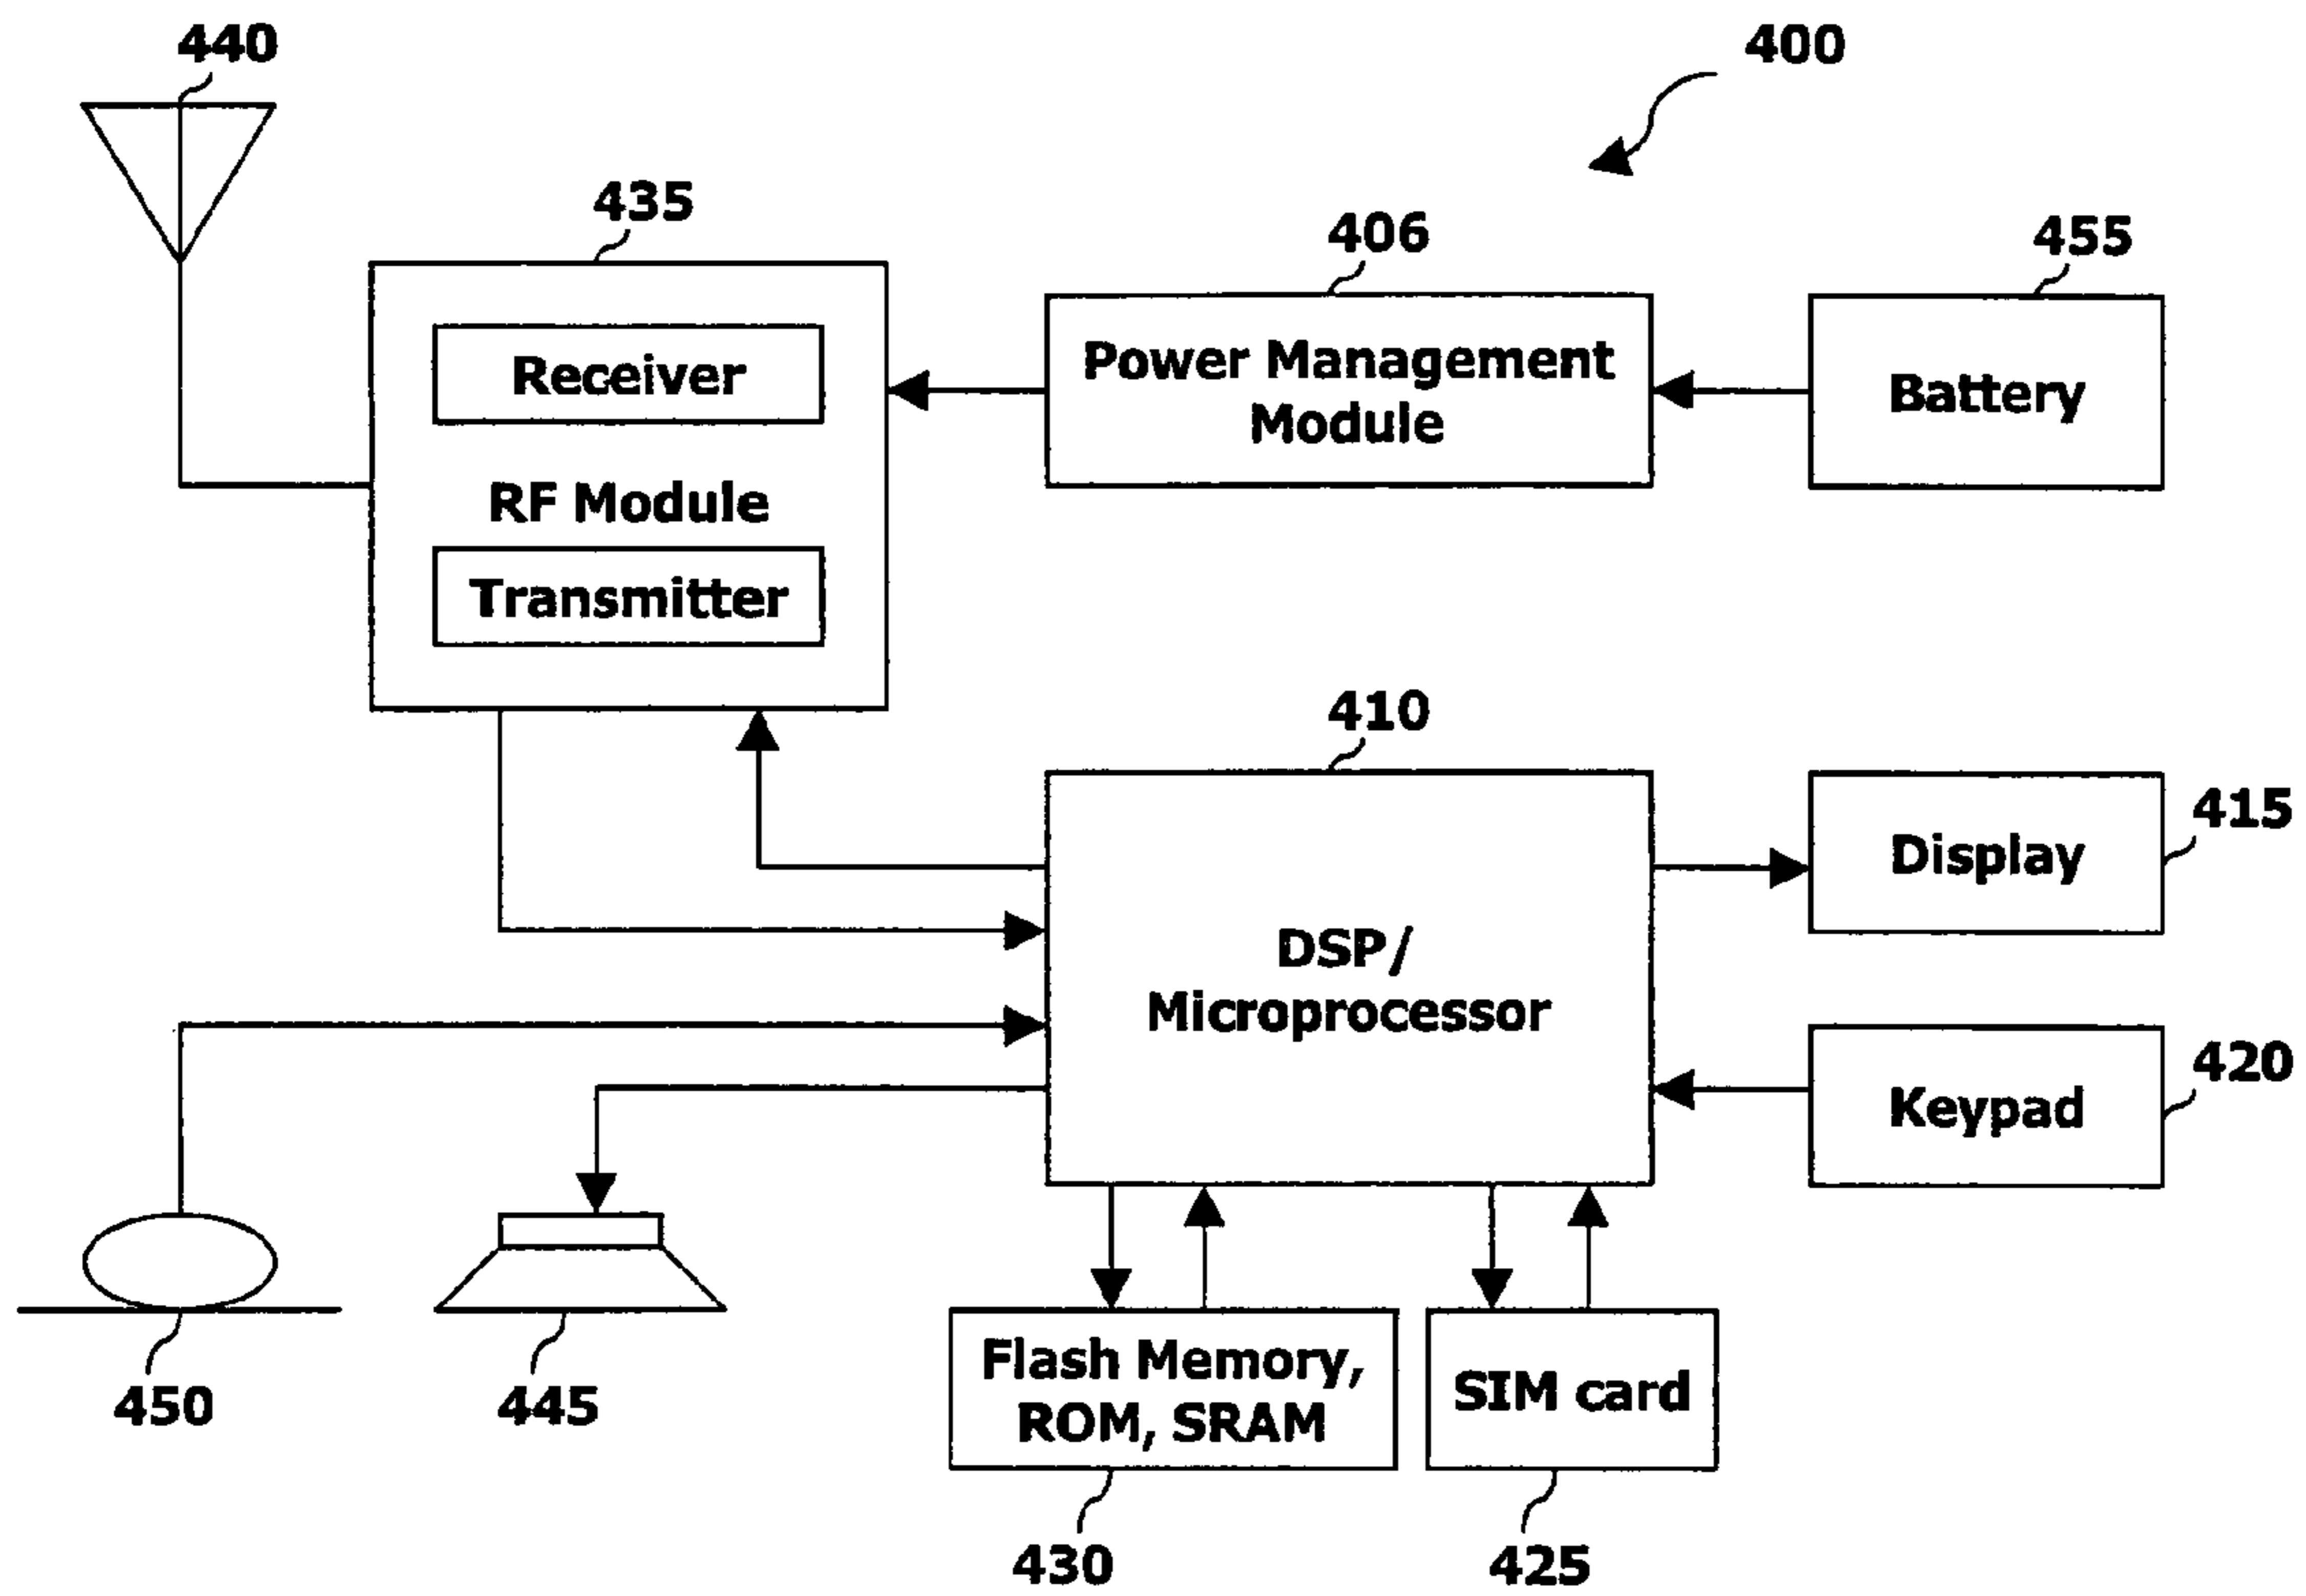 440
400
435
406
455
Receiver
RF Module
Transmitter
Power Management
Module
Battery
410
415
DSP/
Microprocessor
Display
420
Keypad
450
445
Flash Memory,
ROM, SRAM
SIM card
430
425